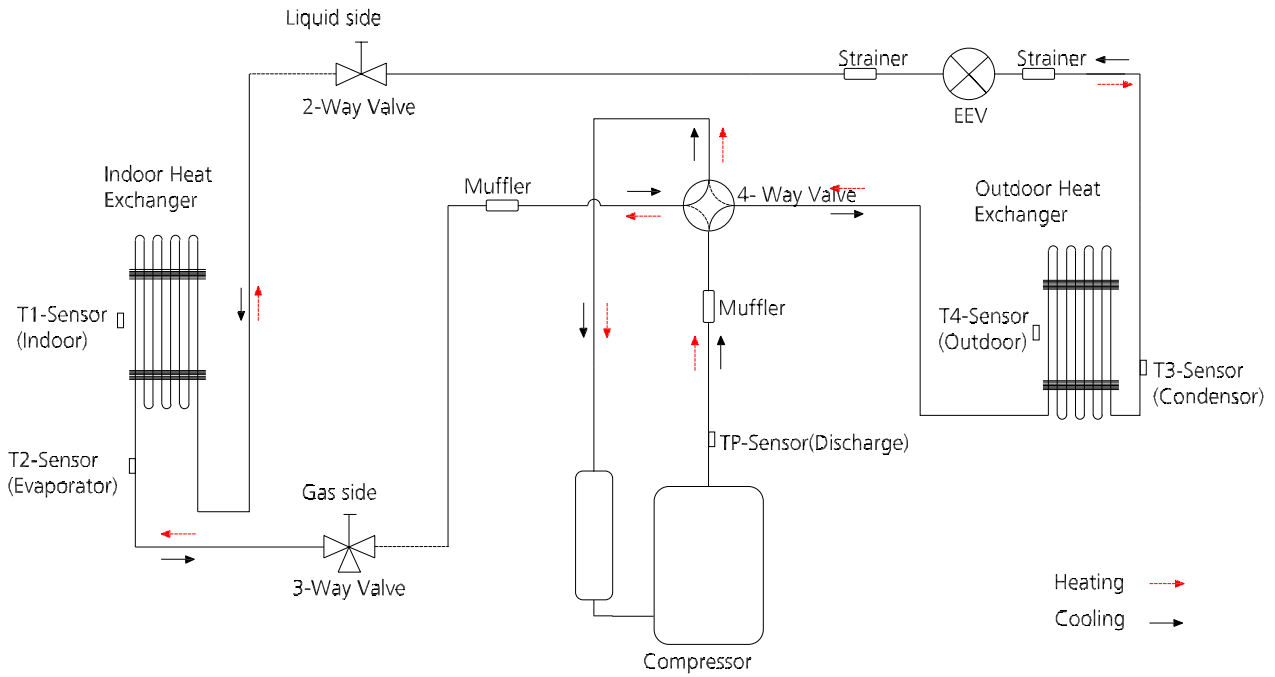 Liquid side
2-Way Valve
Strainer
Strainer
EEV
Indoor Heat
Exchanger
Muffler
4- Way Valve
Outdoor Heat
Exchanger
T1-Sensor
(Indoor)
Muffler
T4-Sensor
(Outdoor)
T3-Sensor
(Condensor)
TP-Sensor(Discharge)
T2-Sensor
(Evaporator)
Gas side
3-Way Valve
Heating
Cooling
Compressor